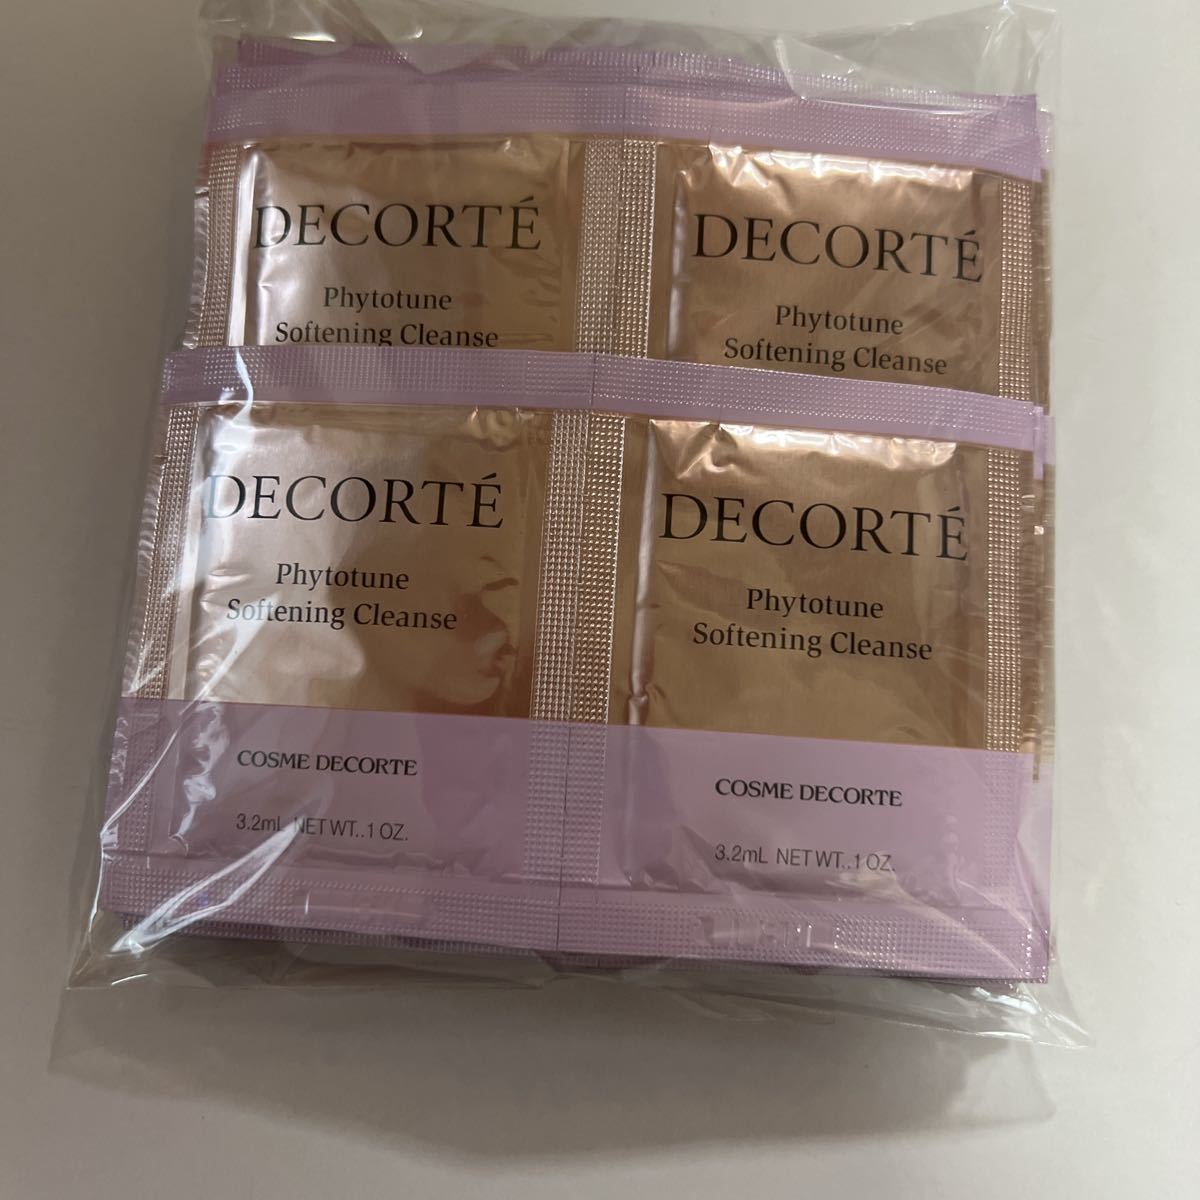 DECORTÉ
Phytotune
Softening Cleanse
DECORTÉ
Phytotune
Softening Cleanse
DECORTÉ
Phytotune
Softening Cleanse
COSME DECORTE
3.2mL NET WT..1 OZ.
DECORTÉ
Phytotune
Softening Cleanse
COSME DECORTE
3.2mL NET WT..1 OZ.